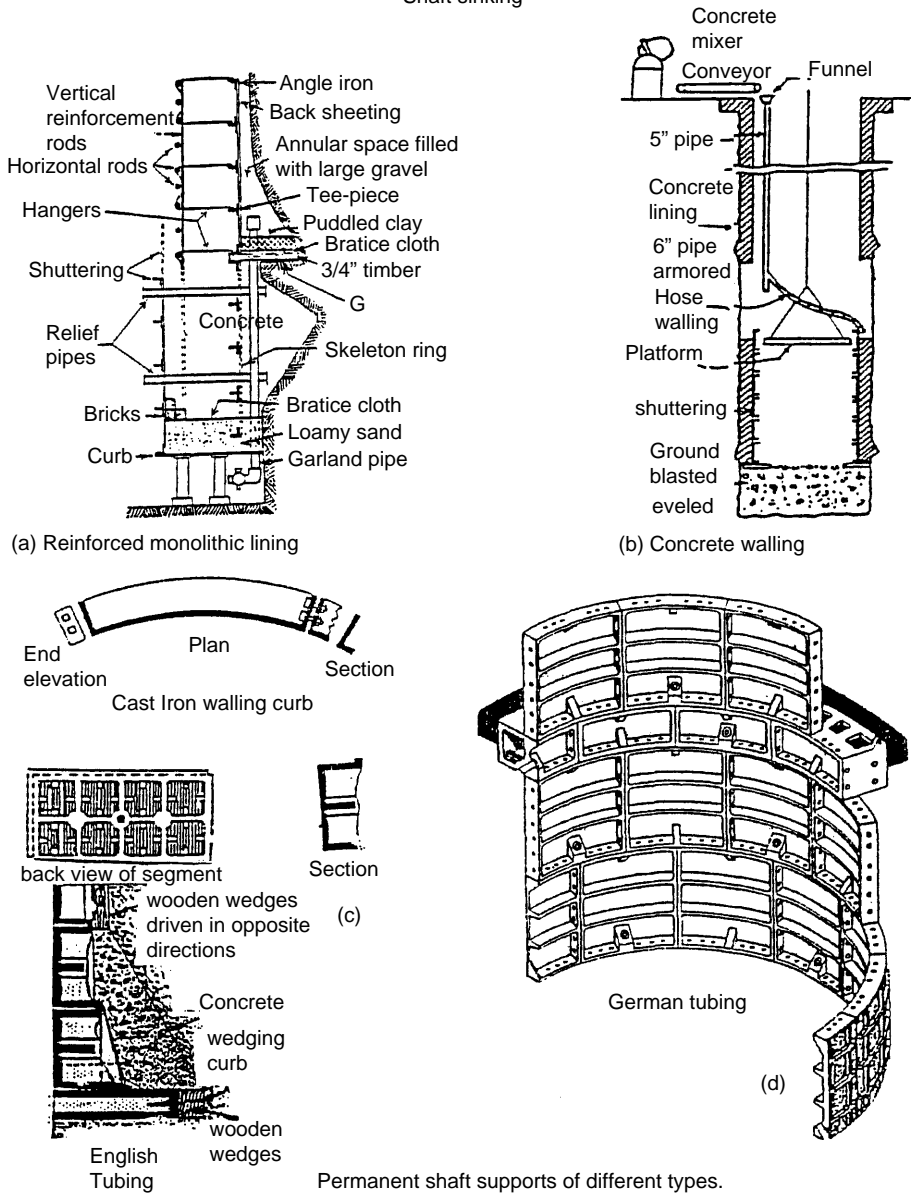 Shaft sinking
Angle iron
Back sheeting
Vertical
reinforcement
rods
Annular space filled
with large gravel
Horizontal rods
Tee-piece
Hangers
Puddled clay
Bratice cloth
Shuttering
3/4" timber
G
Concrete
Relief
pipes
Skeleton ring
Bricks
Bratice cloth
Loamy sand
Curb
Garland pipe
(a) Reinforced monolithic lining
Concrete
mixer
Conveyor
Funnel
5" pipe
Concrete
lining
6" pipe
armored
Hose
walling
Platform
shuttering
Ground
blasted
eveled
(b) Concrete walling
End
elevation
Plan
Section
Cast Iron walling curb
back view of segment
Section
(c)
wooden wedges
driven in opposite
directions
Concrete
wedging
curb
wooden
wedges
English
Tubing
German tubing
(d)
Permanent shaft supports of different types.